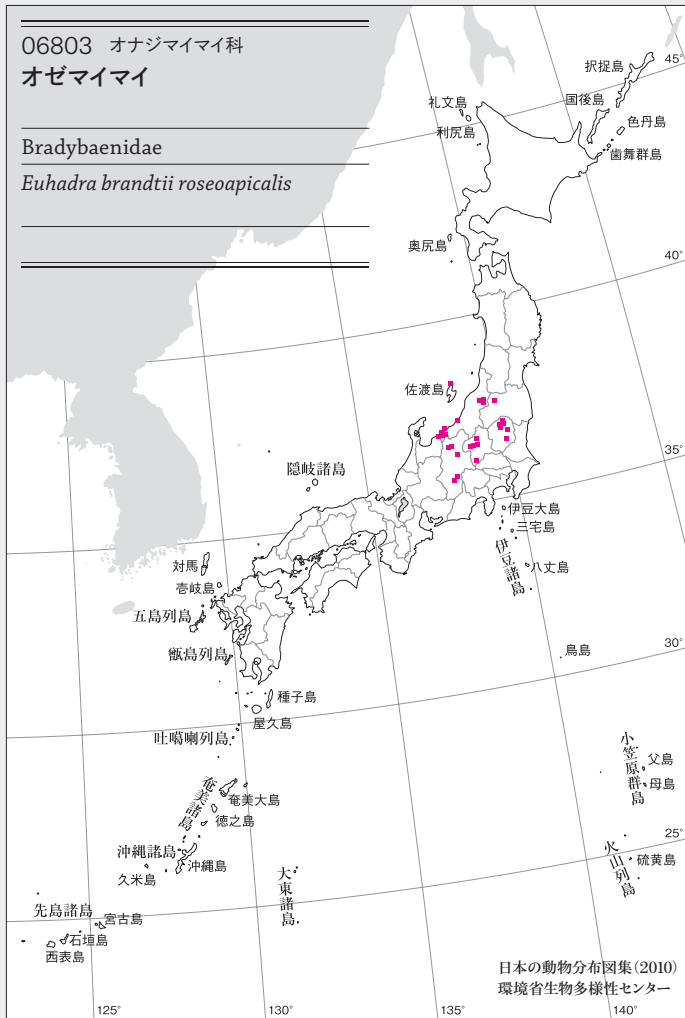 06803 オナジマイマイ科
オゼマイマイ
Bradybaenidae
Euhadra brandtii roseoapicalis
択捉島
45°
国後島
礼文島
色丹島
利尻島
歯舞群島
奥尻島
40°
佐渡島
35°
隠岐諸島
伊豆大島
三宅島
伊豆諸島
八丈島
対馬
壱岐島
五島列島
甑島列島
鳥島
30°
種子島
屋久島
吐噶喇列島
小笠原群島
父島
母島
奄美諸島
奄美大島
徳之島
25°
沖縄諸島
沖縄島
久米島
火山列島
硫黄島
大東諸島
先島諸島
宮古島
石垣島
西表島
日本の動物分布図集(2010)
環境省生物多様性センター
125°
130°
135°
140°